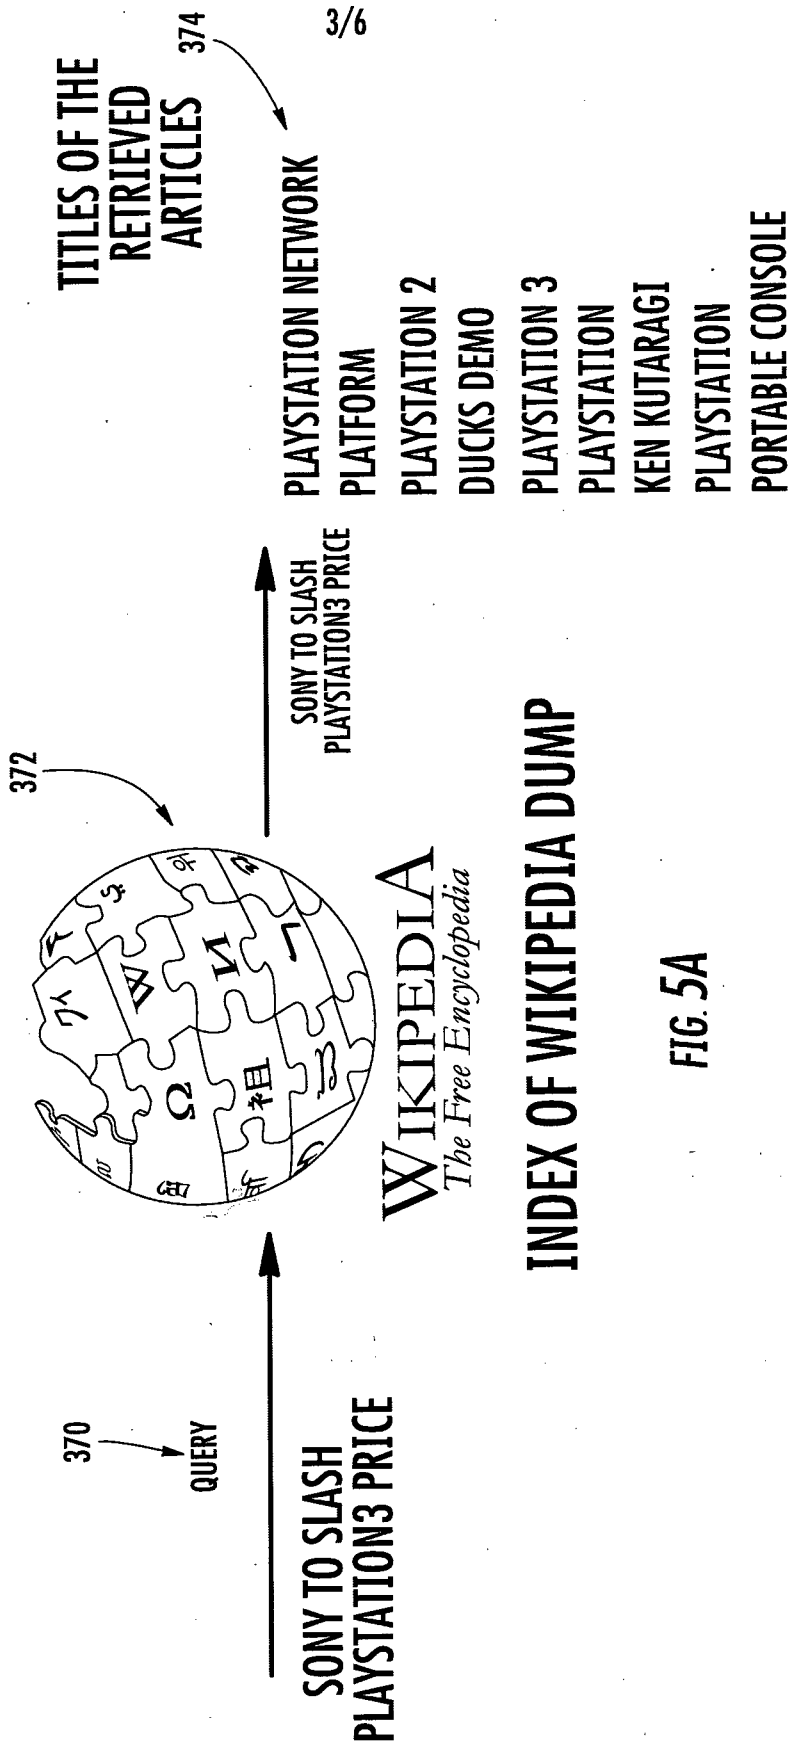 3/6
370
QUERY
SONY TO SLASH
PLAYSTATION3 PRICE
372
Ω
W
И
祖
WIKIPEDIA
The Free Encyclopedia
INDEX OF WIKIPEDIA DUMP
SONY TO SLASH
PLAYSTATION3 PRICE
TITLES OF THE
RETRIEVED
ARTICLES
374
PLAYSTATION NETWORK
PLATFORM
PLAYSTATION 2
DUCKS DEMO
PLAYSTATION 3
PLAYSTATION
KEN KUTARAGI
PLAYSTATION
PORTABLE CONSOLE
FIG. 5A